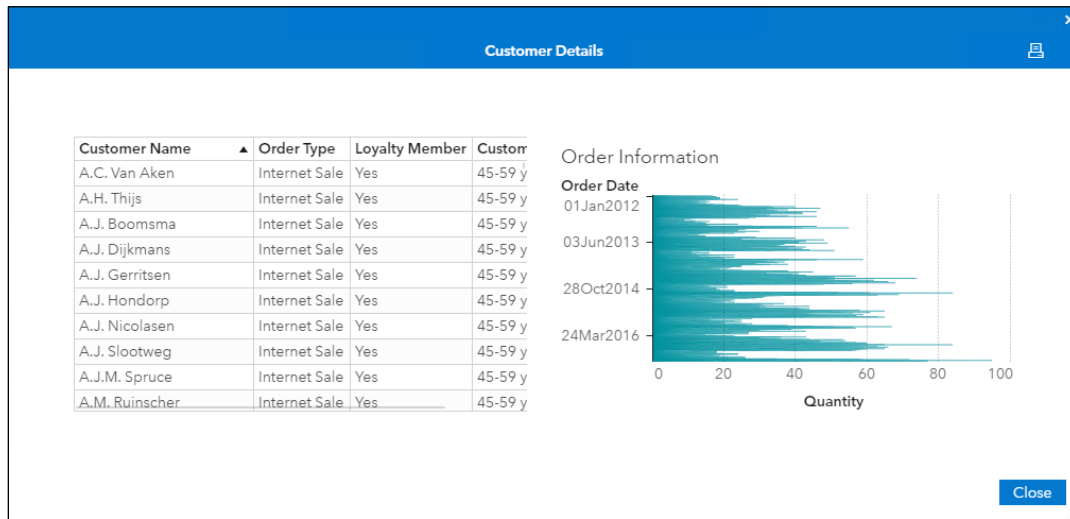 Customer Details
Customer Name Order Type Loyalty Member Custom
A.C. Van Aken Internet Sale Yes 45-59 y
A.H. Thijs Internet Sale Yes 45-59 y
A.J. Boomsma Internet Sale Yes 45-59 y
A.J. Dijkmans Internet Sale Yes 45-59 y
A.J. Gerritsen Internet Sale Yes 45-59 y
A.J. Hondorp Internet Sale Yes 45-59 y
A.J. Nicolasen Internet Sale Yes 45-59 y
A.J. Slootweg Internet Sale Yes 45-59 y
A.J.M. Spruce Internet Sale Yes 45-59 y
A.M. Ruinscher Internet Sale Yes 45-59 y
Order Information
Order Date
01Jan2012
03Jun2013
28Oct2014
24Mar2016
0 20 40 60 80 100
Quantity
Close